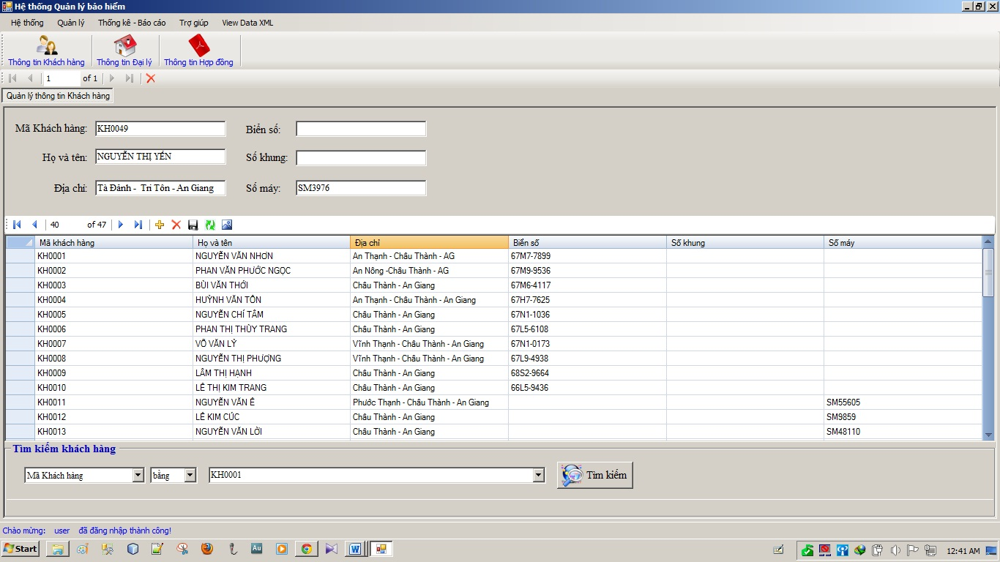 Hệ thống Quản lý bảo hiểm
Hệ thống Quản lý Thống kê - Báo cáo Trợ giúp View Data XML
Thông tin Khách hàng Thông tin Đại lý Thông tin Hợp đồng
1 of 1
Quản lý thông tin Khách hàng
Mã Khách hàng: KH0049 Biển số:
Họ và tên: NGUYỄN THỊ YẾN Số khung:
Địa chỉ: Tà Đảnh - Tri Tôn - An Giang Số máy: SM3976
40 of 47
Mã khách hàng Họ và tên Địa chỉ Biển số Số khung Số máy
KH0001 NGUYỄN VĂN NHƠN An Thạnh - Châu Thành - AG 67M7-7899
KH0002 PHAN VĂN PHƯỚC NGỌC An Nông -Châu Thành - AG 67M9-9536
KH0003 BÙI VĂN THỚI Châu Thành - An Giang 67M6-4117
KH0004 HUỲNH VĂN TÔN An Thạnh - Châu Thành - An Giang 67H7-7625
KH0005 NGUYỄN CHÍ TÂM Châu Thành - An Giang 67N1-1036
KH0006 PHAN THỊ THÙY TRANG Châu Thành - An Giang 67L5-6108
KH0007 VÕ VĂN LÝ Vĩnh Thạnh - Châu Thành - An Giang 67N1-0173
KH0008 NGUYỄN THỊ PHƯỢNG Vĩnh Thạnh - Châu Thành - An Giang 67L9-4938
KH0009 LÂM THỊ HẠNH Châu Thành - An Giang 68S2-9664
KH0010 LÊ THỊ KIM TRANG Châu Thành - An Giang 66L5-9436
KH0011 NGUYỄN VĂN Ê Phước Thạnh - Châu Thành - An Giang SM55605
KH0012 LÊ KIM CÚC Châu Thành - An Giang SM9859
KH0013 NGUYỄN VĂN LỜI Châu Thành - An Giang SM48110
Tìm kiếm khách hàng
Mã Khách hàng bằng KH0001 Tìm kiếm
Chào mừng: user đã đăng nhập thành công!
Start Au W 12:41 AM